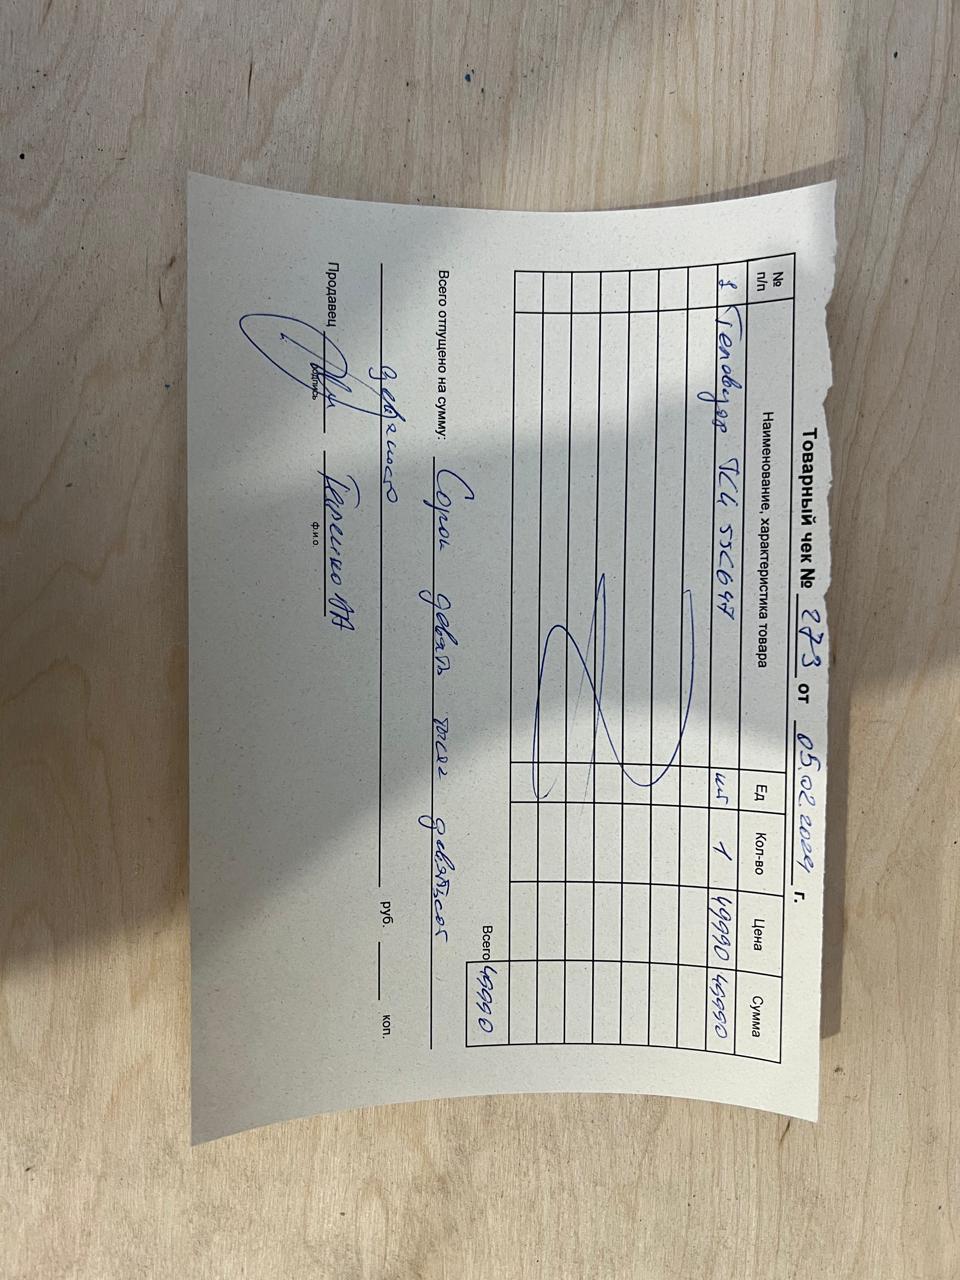 Товарный чек № 273 от 05.02.2024 г.
№ п/п Наименование, характеристика товара Ед Кол-во Цена Сумма
1 Телевизор TCL 55C647 шт 1 49990 49990
Всего 49990
Всего отпущено на сумму: Сорок девять тысяч девятьсот
девяносто руб. коп.
Продавец
подпись ф.и.о.